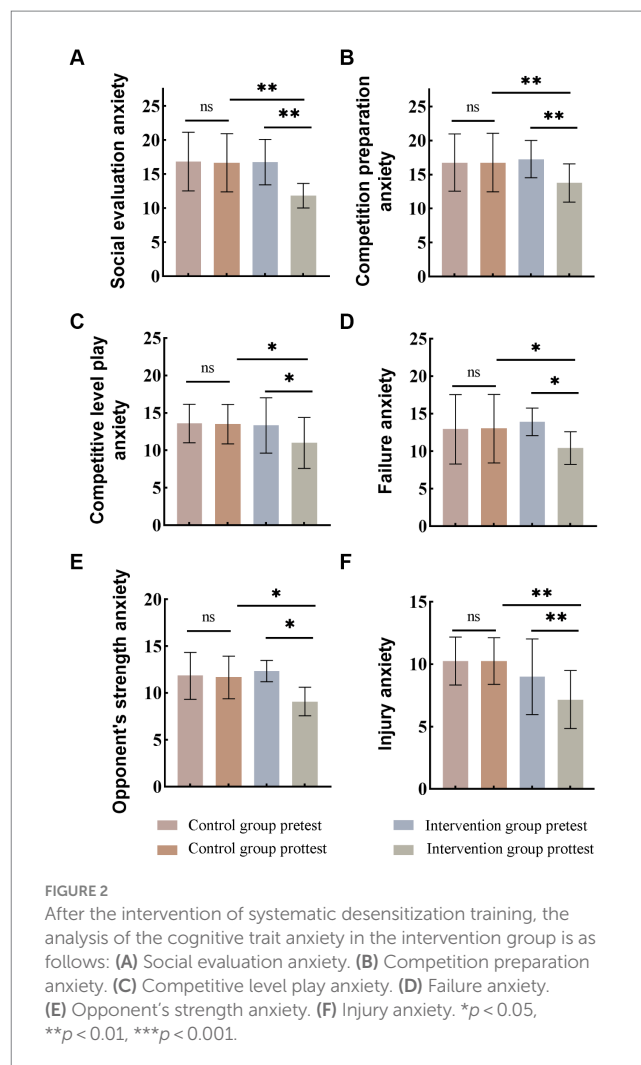 A
Social evaluation anxiety
25
20
15
10
5
0
ns
**
**
B
Competition preparation
anxiety
25
20
15
10
5
0
ns
**
**
C
Competitive level play
anxiety
25
20
15
10
5
0
ns
*
*
D
Failure anxiety
25
20
15
10
5
0
ns
*
*
E
Opponent's strength anxiety
20
15
10
5
0
ns
*
*
F
Injury anxiety
15
10
5
0
ns
**
**
Control group pretest
Intervention group pretest
Control group prottest
Intervention group prottest
FIGURE 2
After the intervention of systematic desensitization training, the
analysis of the cognitive trait anxiety in the intervention group is as
follows: (A) Social evaluation anxiety. (B) Competition preparation
anxiety. (C) Competitive level play anxiety. (D) Failure anxiety.
(E) Opponent’s strength anxiety. (F) Injury anxiety. *p < 0.05,
**p < 0.01, ***p < 0.001.